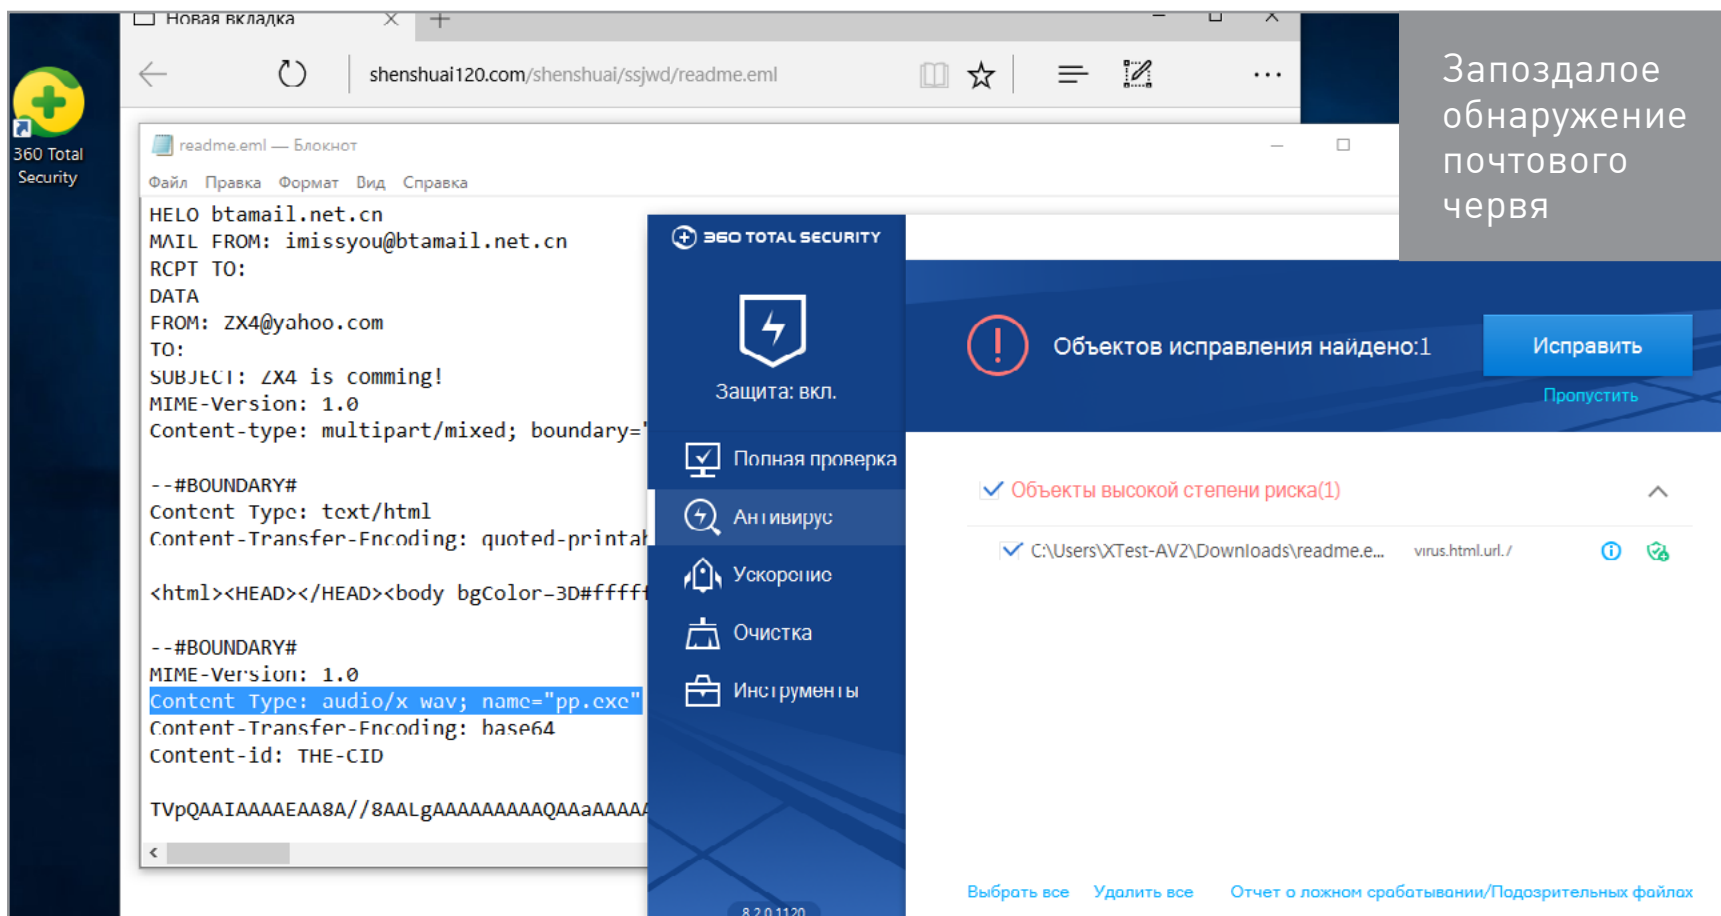 Новая вкладка
shenshuai120.com/shenshuai/ssjwd/readme.eml
Запоздалое
обнаружение
почтового
червя
360 Total
Security
readme.eml — Блокнот
Файл Правка Формат Вид Справка
HELO btamail.net.cn
MAIL FROM: imissyou@btamail.net.cn
RCPT TO:
DATA
FROM: ZX4@yahoo.com
TO:
SUBJECT: ZX4 is comming!
MIME-Version: 1.0
Content-type: multipart/mixed; boundary="
--#BOUNDARY#
Content Type: text/html
Content-Transfer-Encoding: quoted-printab
<html><HEAD></HEAD><body bgColor=3D#fffff
--#BOUNDARY#
MIME-Version: 1.0
Content Type: audio/x wav; name="pp.exe"
Content-Transfer-Encoding: base64
Content-id: THE-CID
TVpQAAIAAAAEAA8A//8AALgAAAAAAAAAQAAaAAAAA
360 TOTAL SECURITY
Защита: вкл.
Полная проверка
Антивирус
Ускорение
Очистка
Инструменты
8.2.0.1120
Объектов исправления найдено:1
Исправить
Пропустить
Объекты высокой степени риска(1)
C:\Users\XTest-AV2\Downloads\readme.e... virus.html.url./
Выбрать все Удалить все Отчет о ложном срабатывании/Подозрительных файлах